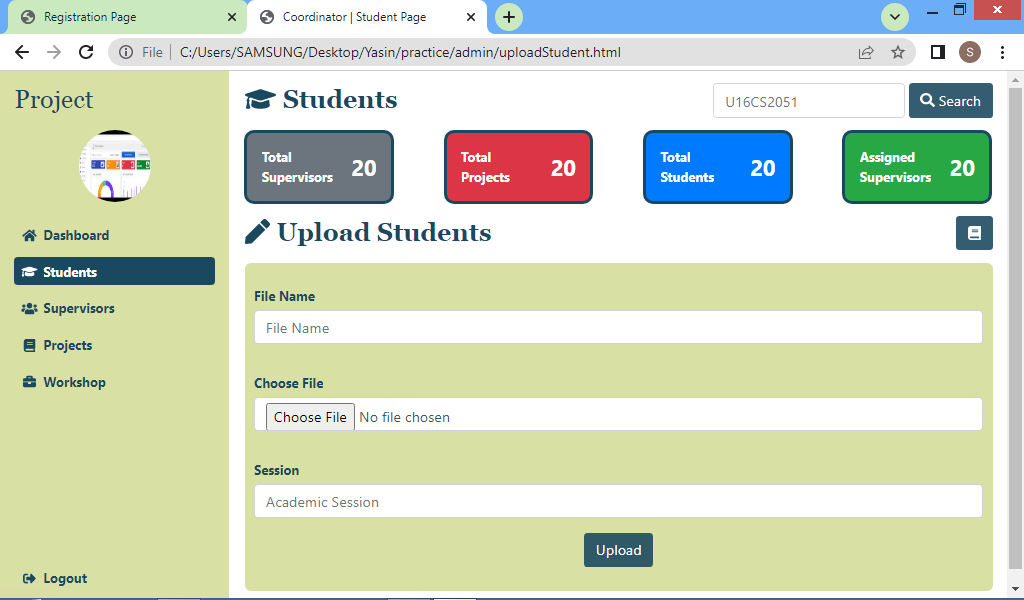 Registration Page
Coordinator | Student Page
File
C:/Users/SAMSUNG/Desktop/Yasin/practice/admin/uploadStudent.html
S
Project
Students
U16CS2051
Search
Total Supervisors 20
Total Projects 20
Total Students 20
Assigned Supervisors 20
Dashboard
Students
Supervisors
Projects
Workshop
Logout
Upload Students
File Name
File Name
Choose File
Choose File No file chosen
Session
Academic Session
Upload